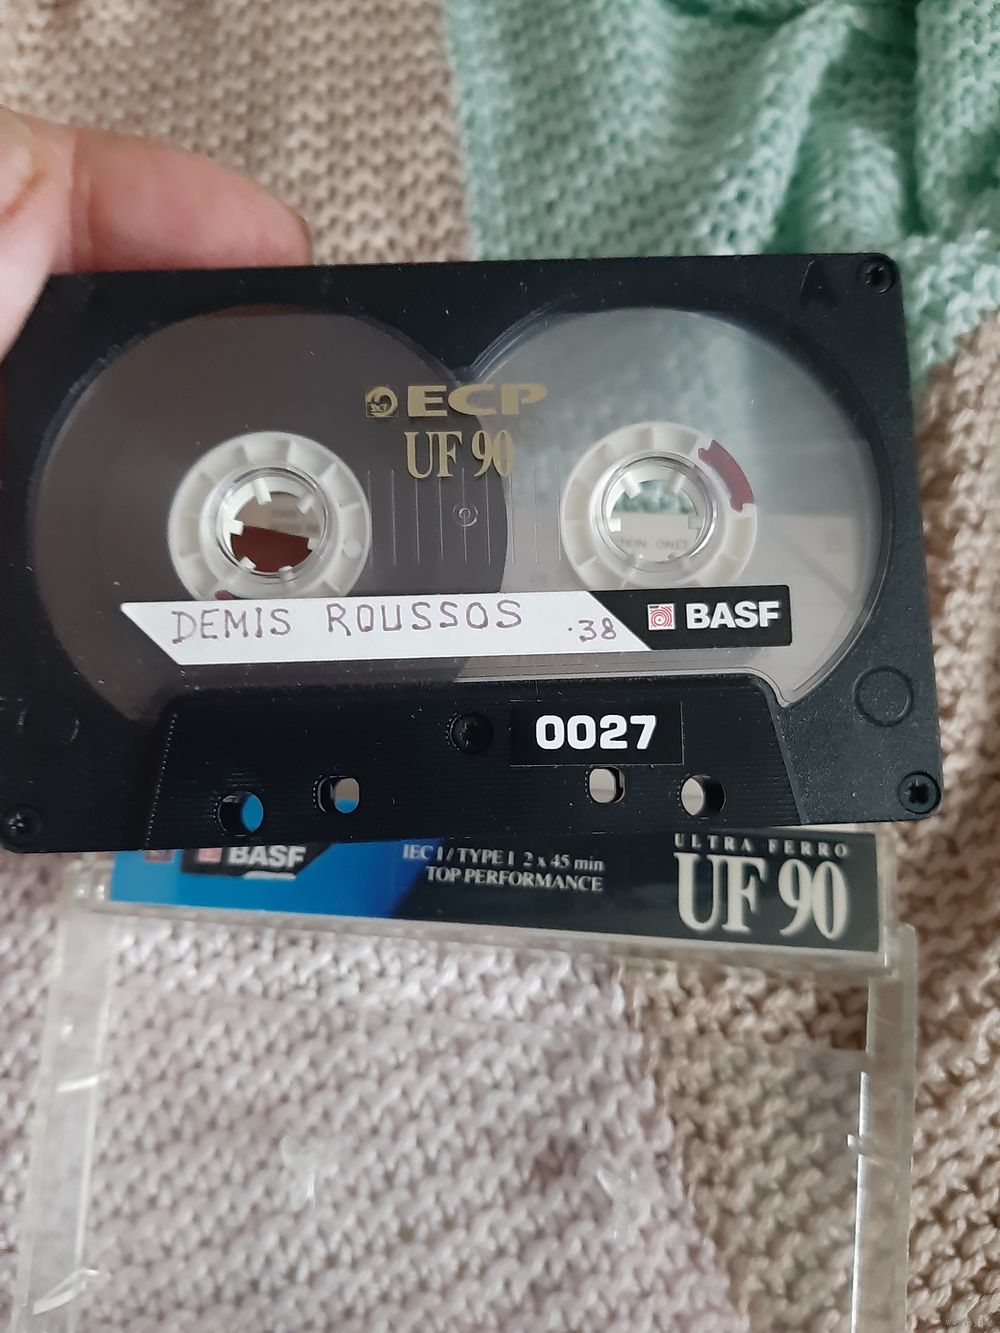 A
ECP
UF 90
DEMIS ROUSSOS .38
BASF
0027
BASF
IEC I / TYPE I 2 x 45 min
TOP PERFORMANCE
ULTRA FERRO
UF 90